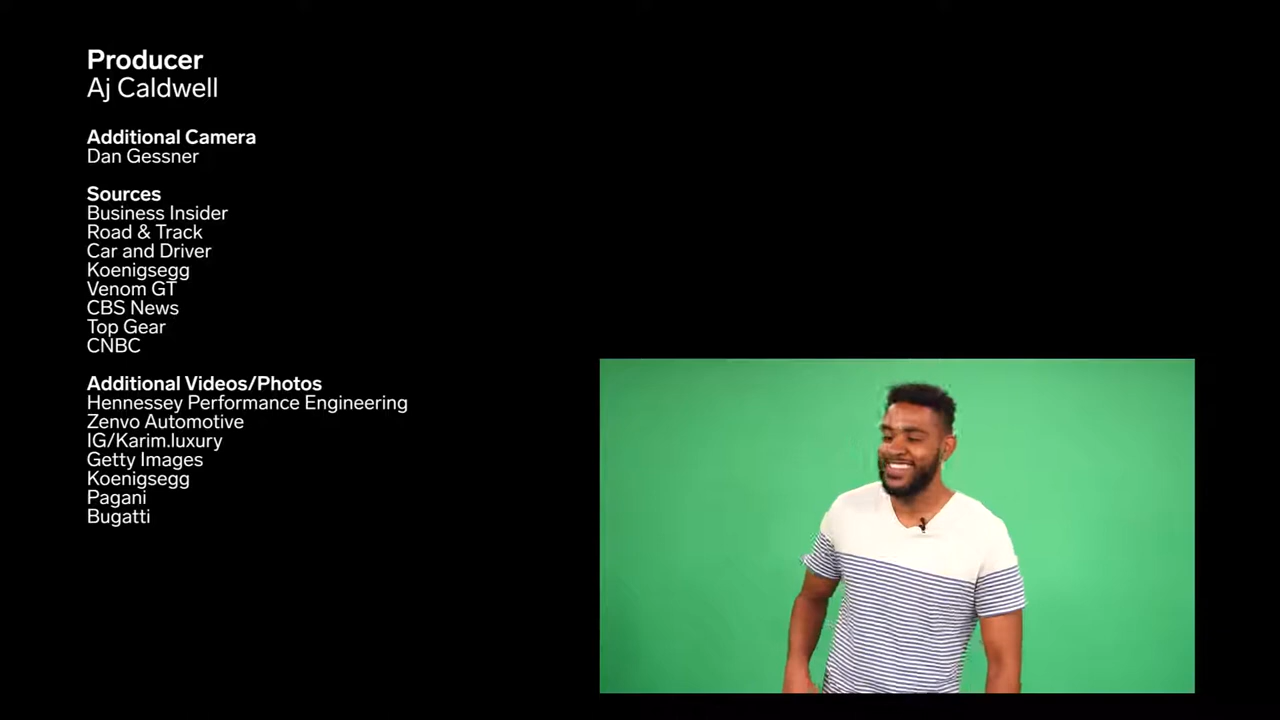 Producer
Aj Caldwell
Additional Camera
Dan Gessner
Sources
Business Insider
Road & Track
Car and Driver
Koenigsegg
Venom GT
CBS News
Top Gear
CNBC
Additional Videos/Photos
Hennessey Performance Engineering
Zenvo Automotive
IG/Karim.luxury
Getty Images
Koenigsegg
Pagani
Bugatti